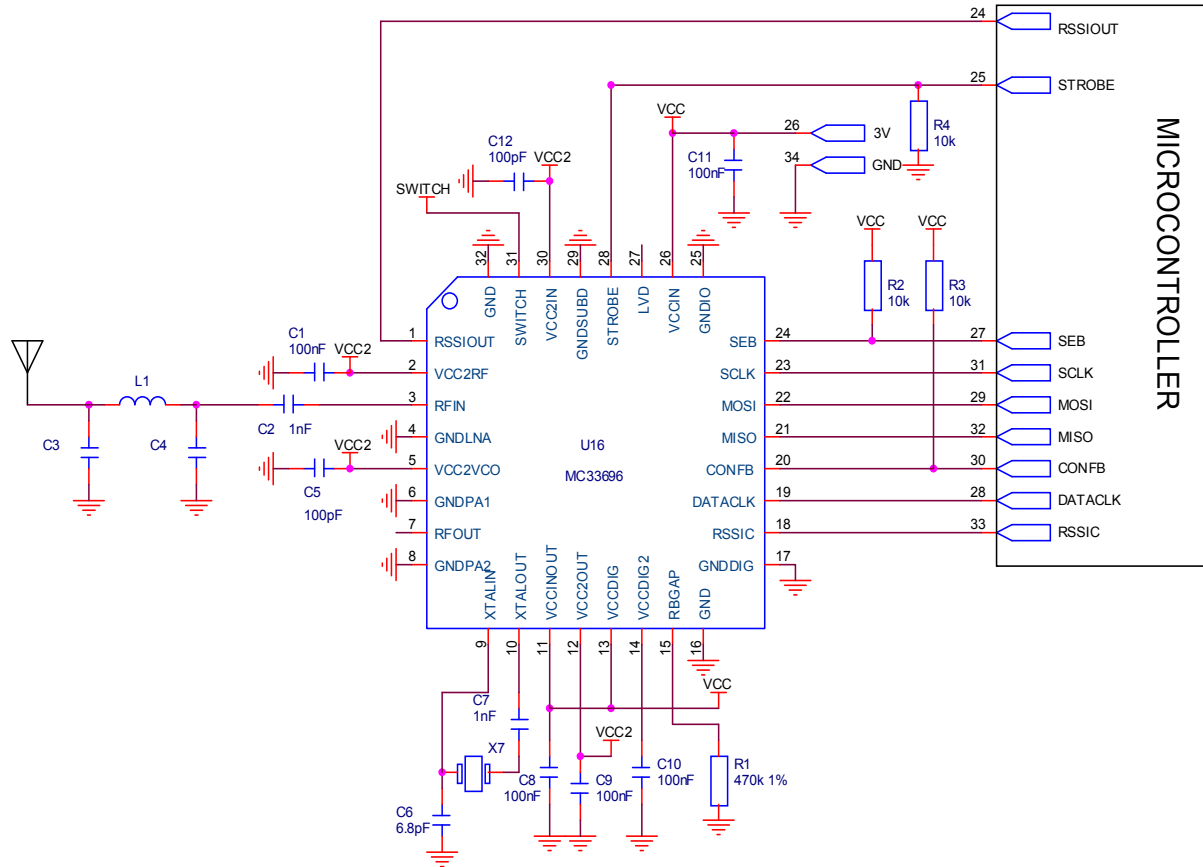 24
RSSIOUT
25
STROBE
MICROCONTROLLER
R4
10k
VCC
26
3V
34
GND
C11
100nF
C12
100pF
VCC2
SWITCH
VCC
VCC
R2
10k
R3
10k
32
31
30
29
28
27
26
25
GND
SWITCH
VCC2IN
GNDSUBD
STROBE
LVD
VCCIN
GNDIO
C1
100nF
VCC2
L1
C2
1nF
C3
C4
VCC2
C5
100pF
1
RSSIOUT
2
VCC2RF
3
RFIN
4
GNDLNA
5
VCC2VCO
6
GNDPA1
7
RFOUT
8
GNDPA2
U16
MC33696
SEB
24
27
SEB
SCLK
23
31
SCLK
MOSI
22
29
MOSI
MISO
21
32
MISO
CONFB
20
30
CONFB
DATACLK
19
28
DATACLK
RSSIC
18
33
RSSIC
GNDDIG
17
XTALIN
XTALOUT
VCCINOUT
VCC2OUT
VCCDIG
VCCDIG2
RBGAP
GND
9
10
11
12
13
14
15
16
VCC
C7
1nF
VCC2
X7
C8
100nF
C9
100nF
C10
100nF
R1
470k 1%
C6
6.8pF